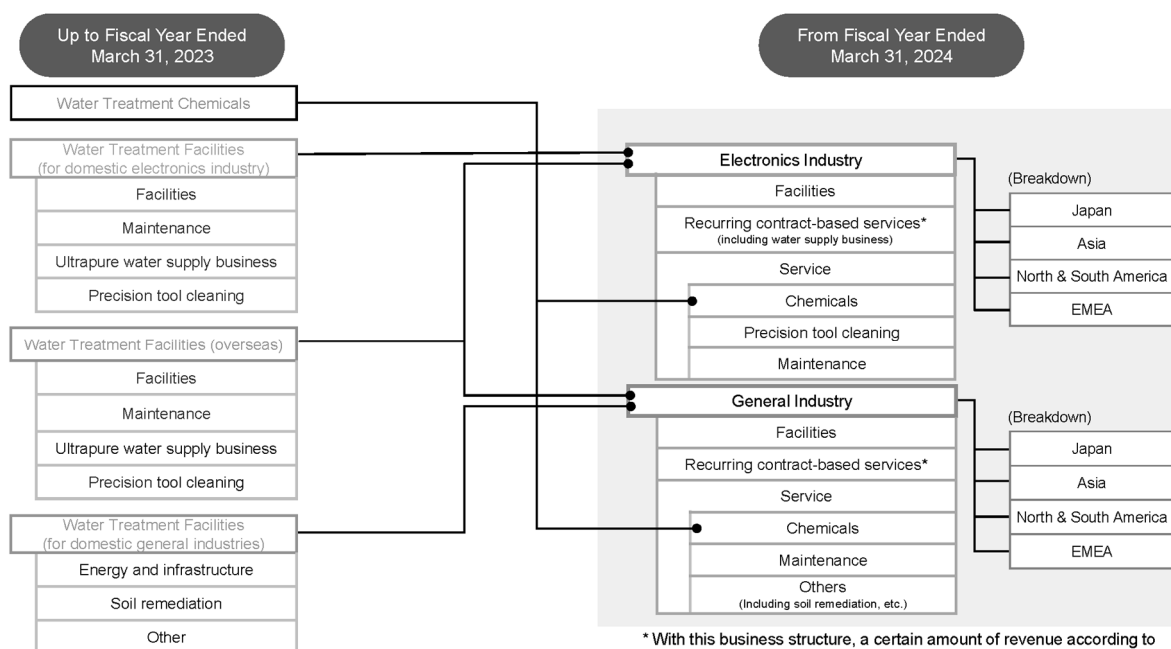 Up to Fiscal Year Ended
March 31, 2023
Water Treatment Chemicals
Water Treatment Facilities
(for domestic electronics industry)
Facilities
Maintenance
Ultrapure water supply business
Precision tool cleaning
Water Treatment Facilities (overseas)
Facilities
Maintenance
Ultrapure water supply business
Precision tool cleaning
Water Treatment Facilities
(for domestic general industries)
Energy and infrastructure
Soil remediation
Other
From Fiscal Year Ended
March 31, 2024
Electronics Industry
Facilities
Recurring contract-based services*
(including water supply business)
Service
Chemicals
Precision tool cleaning
Maintenance
(Breakdown)
Japan
Asia
North & South America
EMEA
General Industry
Facilities
Recurring contract-based services*
Service
Chemicals
Maintenance
Others
(Including soil remediation, etc.)
(Breakdown)
Japan
Asia
North & South America
EMEA
* With this business structure, a certain amount of revenue according to